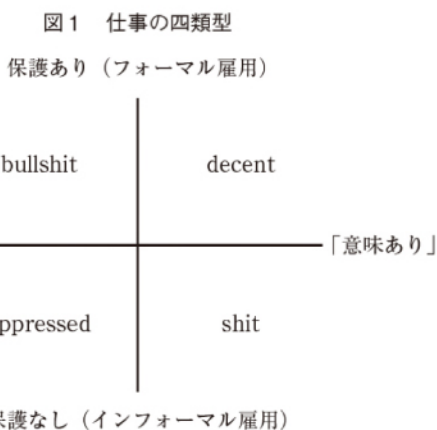 図1 仕事の四類型
保護あり（フォーマル雇用）
bullshit decent
「意味あり」
ppressed shit
保護なし（インフォーマル雇用）